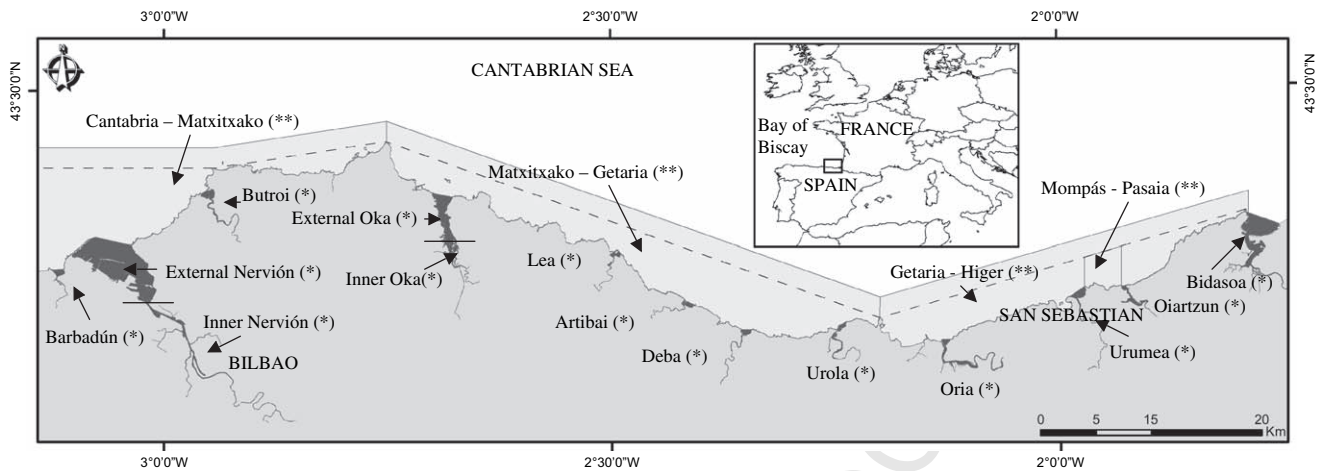 3°0'0"W
2°30'0"W
2°0'0"W
43°30'0"N
43°30'0"N
CANTABRIAN SEA
Cantabria – Matxitxako (**)
Bay of
Biscay
FRANCE
SPAIN
Matxitxako – Getaria (**)
Mompás - Pasaia (**)
Butroi (*)
External Oka (*)
External Nervión (*)
Inner Oka(*)
Lea (*)
Getaria - Higer (**)
Bidasoa (*)
Barbadún (*)
Inner Nervión (*)
Artibai (*)
SAN SEBASTIAN
Oiartzun (*)
BILBAO
Deba (*)
Urola (*)
Oria (*)
Urumea (*)
0 5 15 20
Km
3°0'0"W
2°30'0"W
2°0'0"W